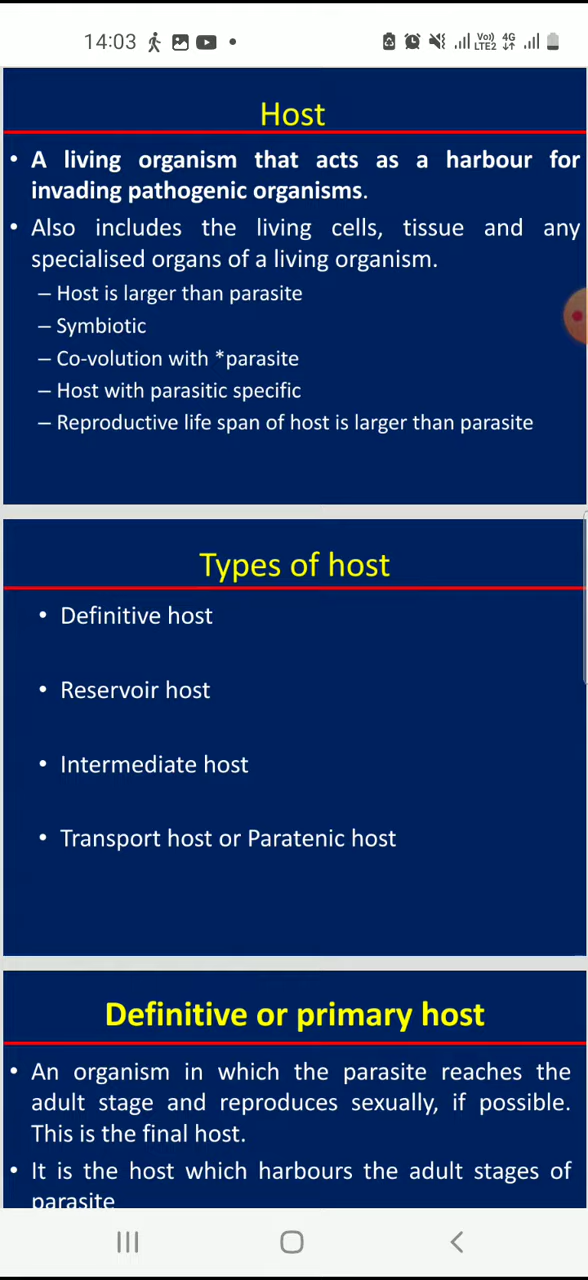 14:03
Vo) 4G
LTE2
Host
• A living organism that acts as a harbour for
invading pathogenic organisms.
• Also includes the living cells, tissue and any
specialised organs of a living organism.
– Host is larger than parasite
– Symbiotic
– Co-volution with *parasite
– Host with parasitic specific
– Reproductive life span of host is larger than parasite
Types of host
• Definitive host
• Reservoir host
• Intermediate host
• Transport host or Paratenic host
Definitive or primary host
• An organism in which the parasite reaches the
adult stage and reproduces sexually, if possible.
This is the final host.
• It is the host which harbours the adult stages of
parasite